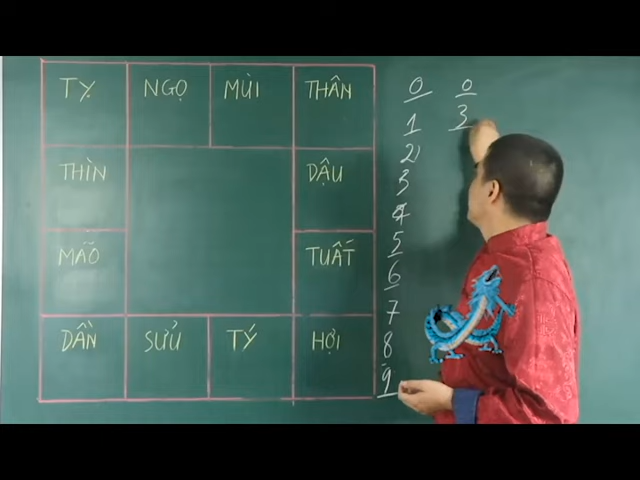 TỴ NGỌ MÙI THÂN
THÌN DẬU
MÃO TUẤT
DẦN SỬU TÝ HỢI
0 0
1 3
2
3
4
5
6
7
8
9